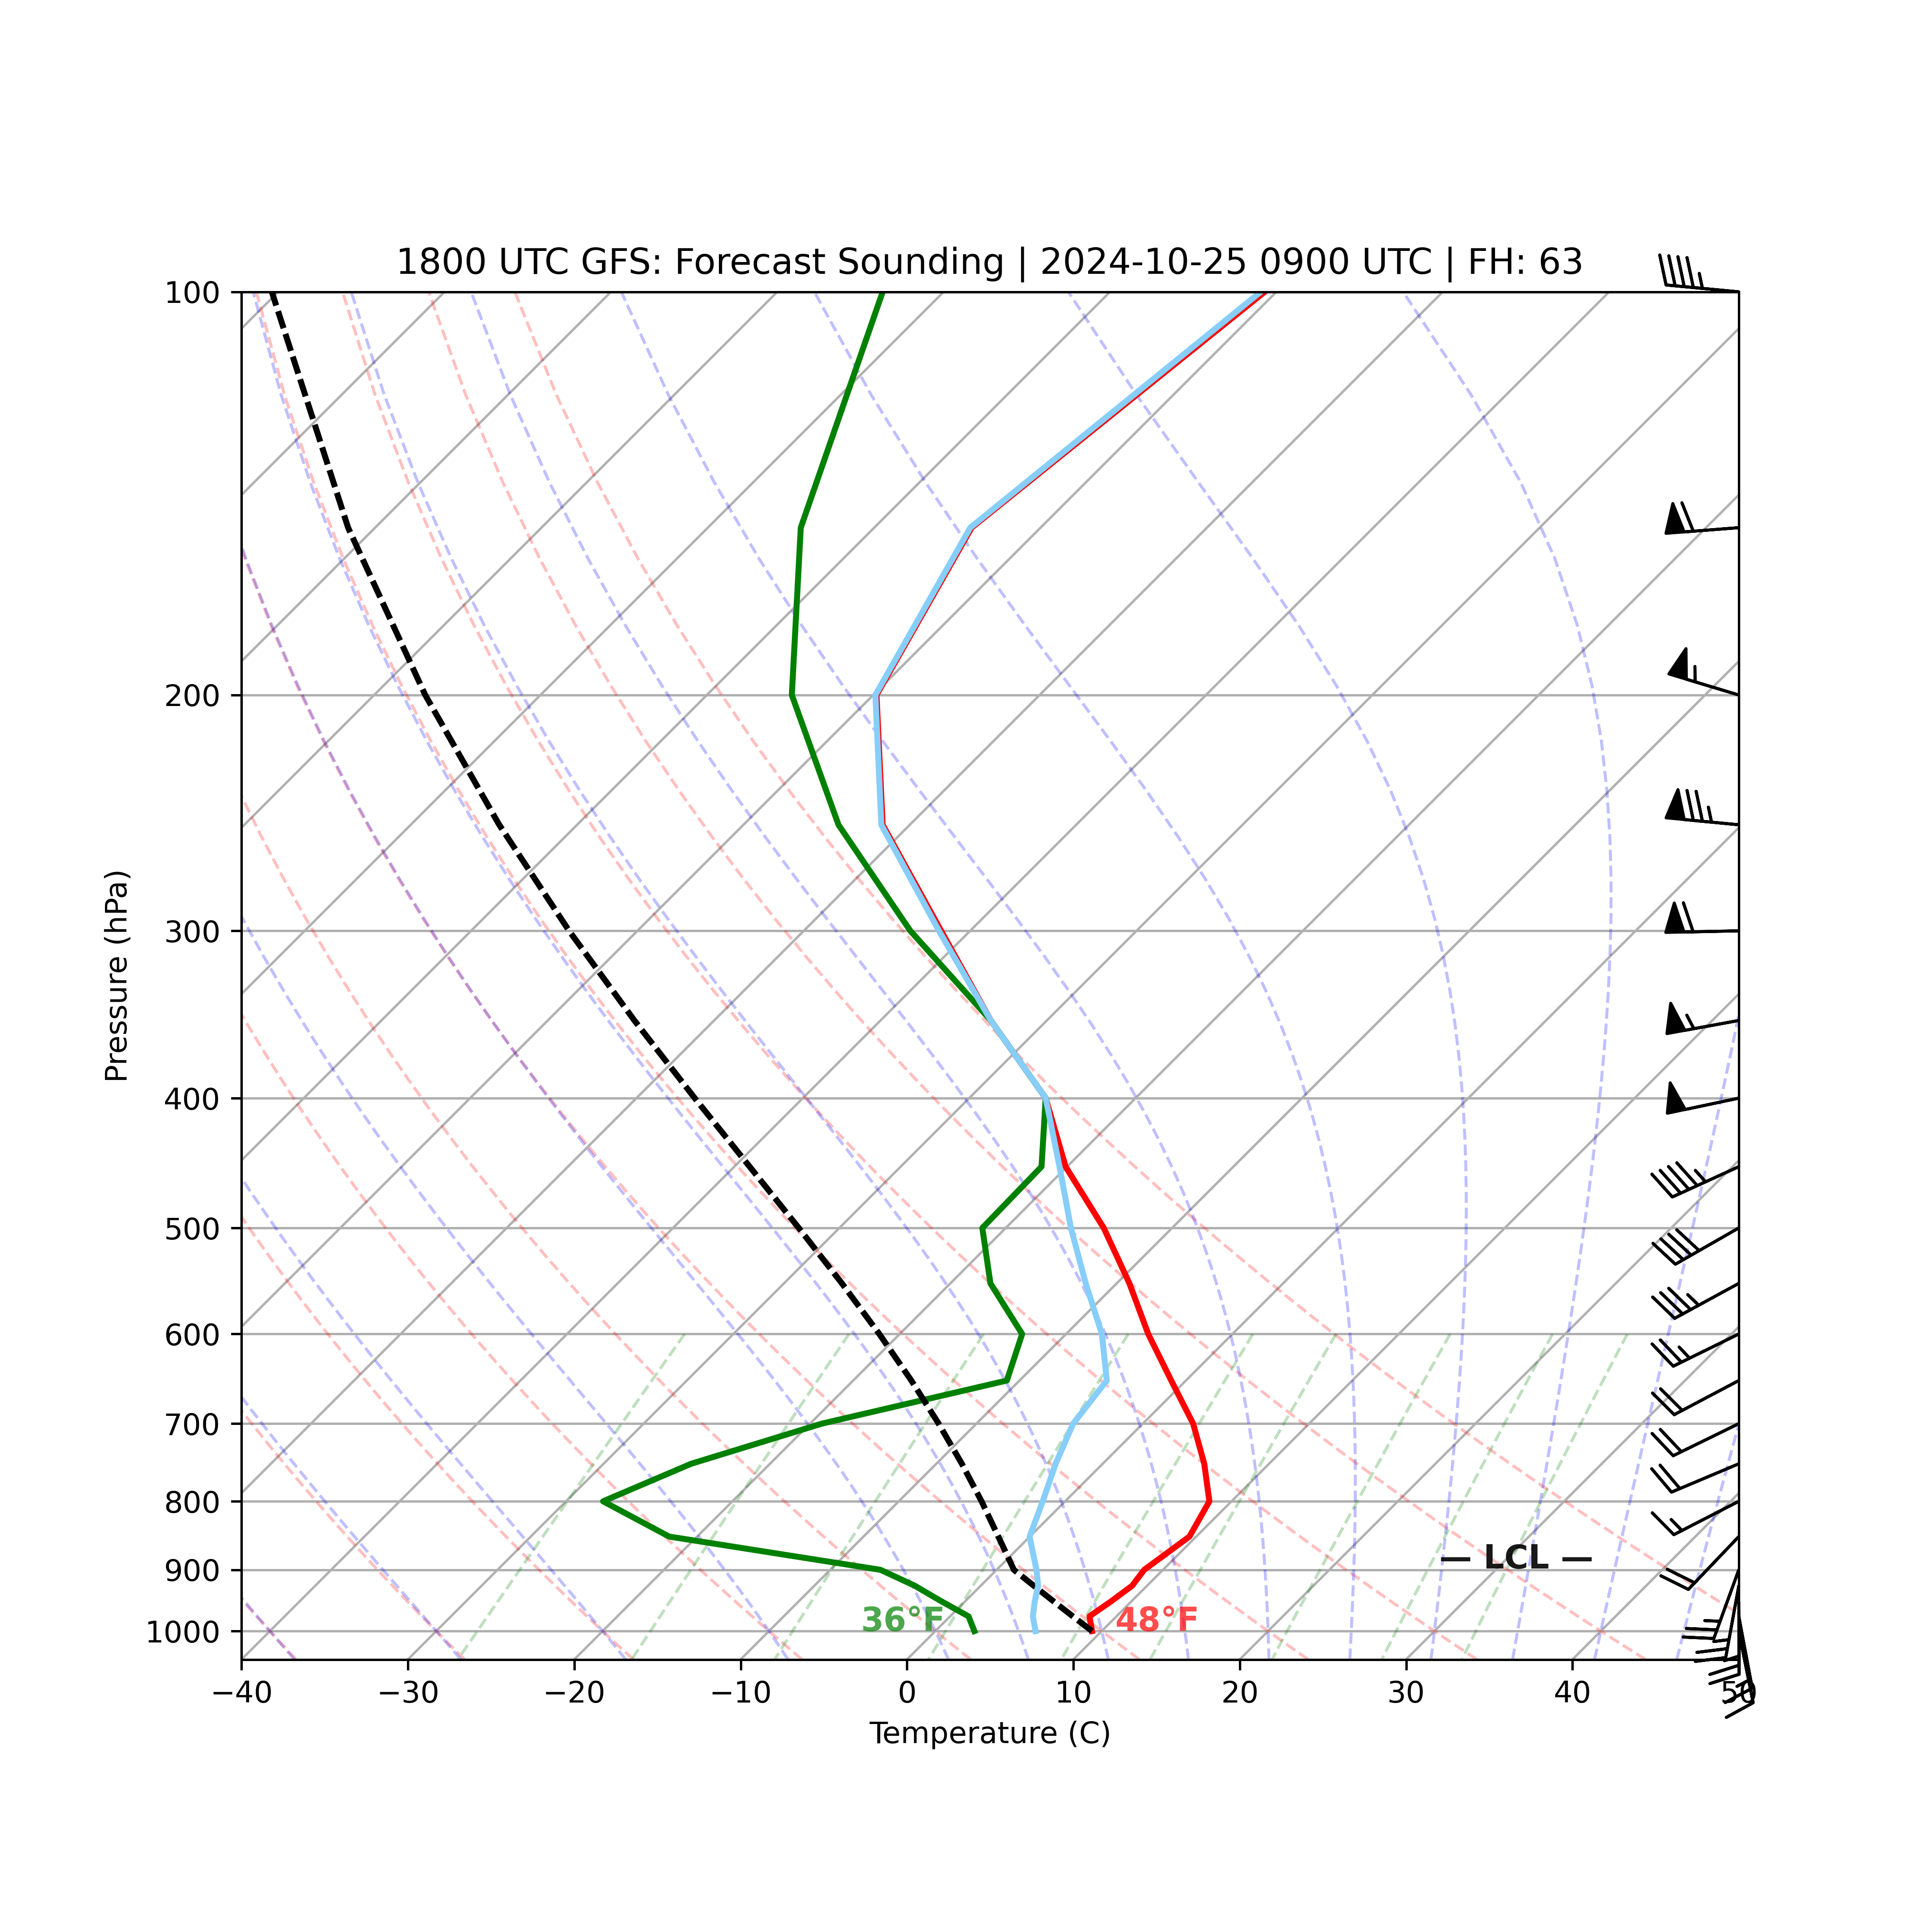 1800 UTC GFS: Forecast Sounding | 2024-10-25 0900 UTC | FH: 63
100
200
300
400
500
600
700
800
900
1000
Pressure (hPa)
— LCL —
36°F
48°F
−40 −30 −20 −10 0 10 20 30 40 50
Temperature (C)